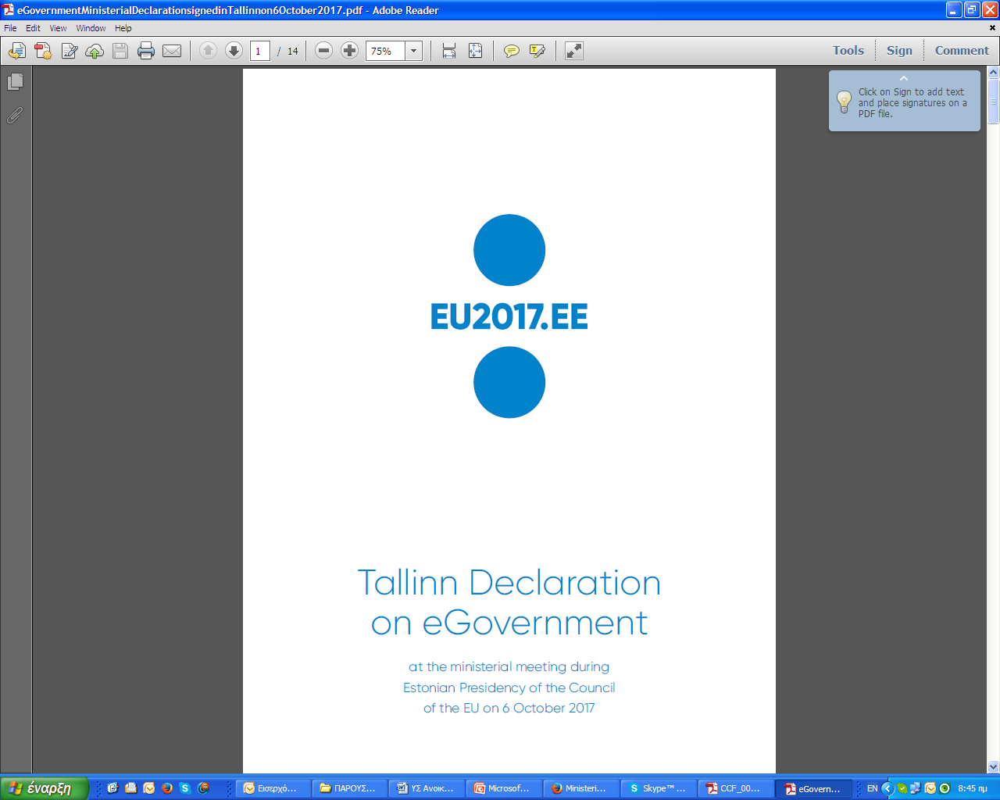 eGovernmentMinisterialDeclarationsignedinTallinnon6October2017.pdf - Adobe Reader
File Edit View Window Help
1 / 14 75% Tools Sign Comment
Click on Sign to add text
and place signatures on a
PDF file.
EU2017.EE
Tallinn Declaration
on eGovernment
at the ministerial meeting during
Estonian Presidency of the Council
of the EU on 6 October 2017
έναρξη Εισερχό... ΠΑΡΟΥΣ... ΥΣ Ανοικ... Microsof... Ministeri... Skype™ ... CCF_00... eGovern... EN 8:45 πμ